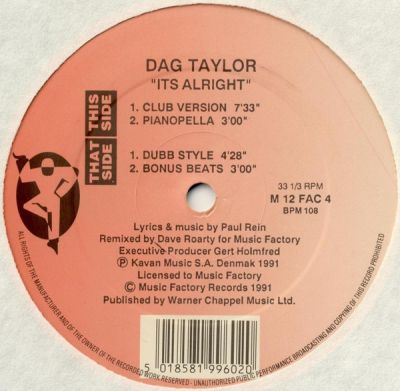 DAG TAYLOR
"ITS ALRIGHT"
THIS SIDE
1. CLUB VERSION 7'33"
2. PIANOPELLA 3'00"
THAT SIDE
1. DUBB STYLE 4'28"
2. BONUS BEATS 3'00"
33 1/3 RPM
M 12 FAC 4
BPM 108
Lyrics & music by Paul Rein
Remixed by Dave Roarty for Music Factory
Executive Producer Gert Holmfred
Ⓟ Kavan Music S.A. Denmak 1991
Licensed to Music Factory
© Music Factory Records 1991
Published by Warner Chappel Music Ltd.
5 018581 996020
ALL RIGHTS OF THE MANUFACTURER AND OF THE OWNER OF THE RECORDED WORK RESERVED - UNAUTHORIZED PUBLIC PERFORMANCE BROADCASTING AND COPYING OF THIS RECORD PROHIBITED